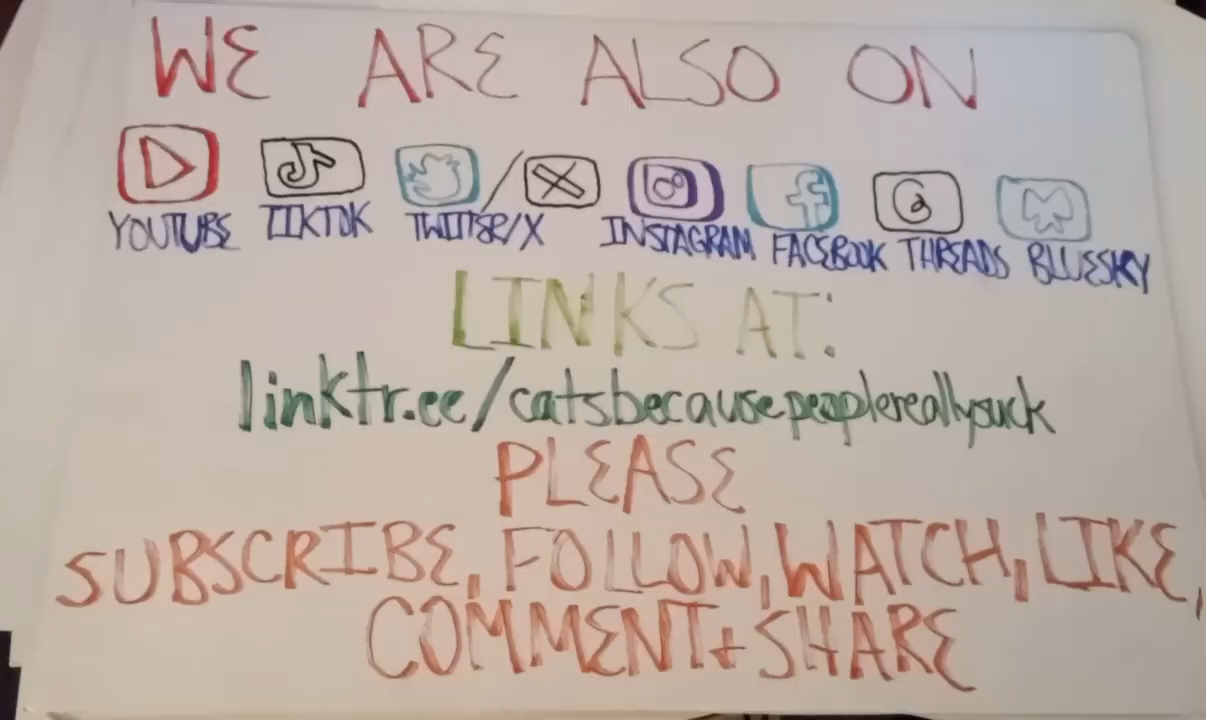 WE ARE ALSO ON
YOUTUBE TIKTOK TWITTER/X INSTAGRAM FACEBOOK THREADS BLUESKY
LINKS AT:
linktr.ee/catsbecausepeoplereallysuck
PLEASE
SUBSCRIBE, FOLLOW, WATCH, LIKE,
COMMENT + SHARE